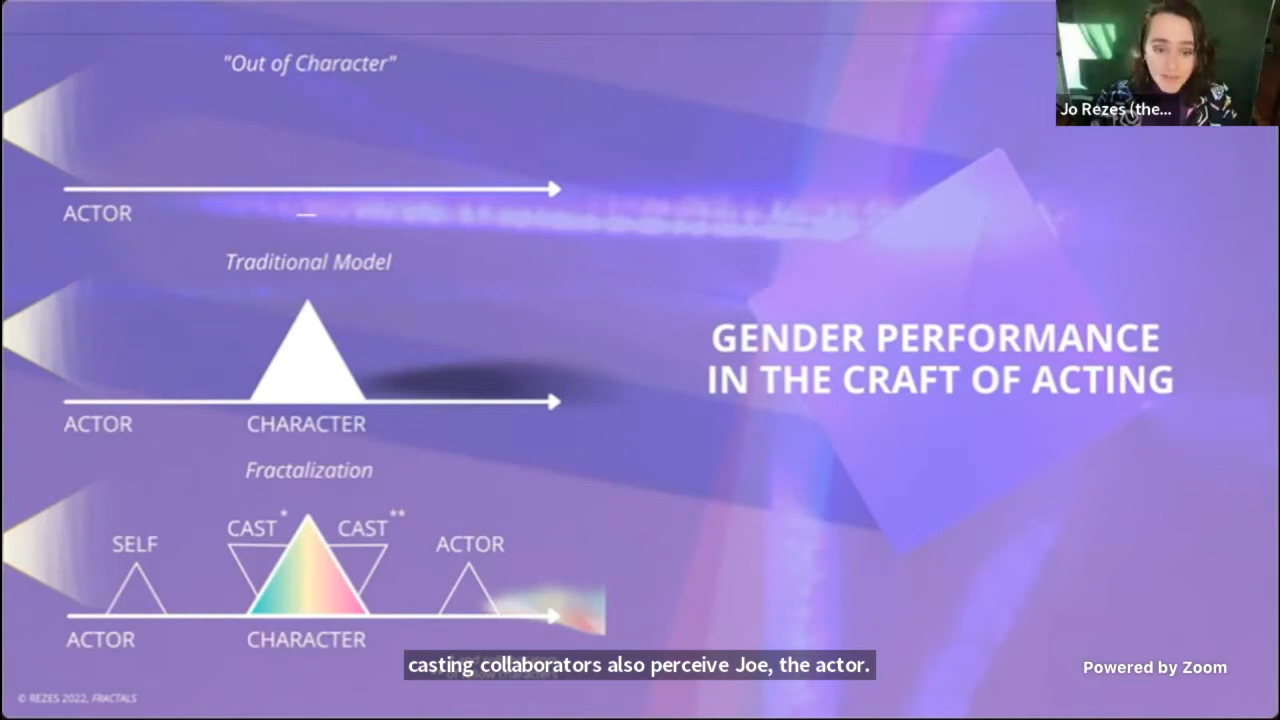 "Out of Character"
Jo Rezes (the...
ACTOR
—
Traditional Model
ACTOR
CHARACTER
GENDER PERFORMANCE
IN THE CRAFT OF ACTING
Fractalization
SELF
CAST*
CAST**
ACTOR
ACTOR
CHARACTER
casting collaborators also perceive Joe, the actor.
Powered by Zoom
© REZES 2022, FRACTALS